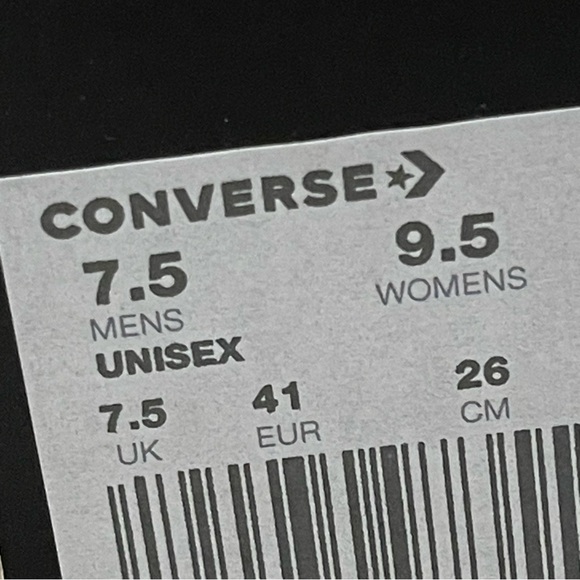 CONVERSE
7.5 9.5
MENS WOMENS
UNISEX
7.5 41 26
UK EUR CM